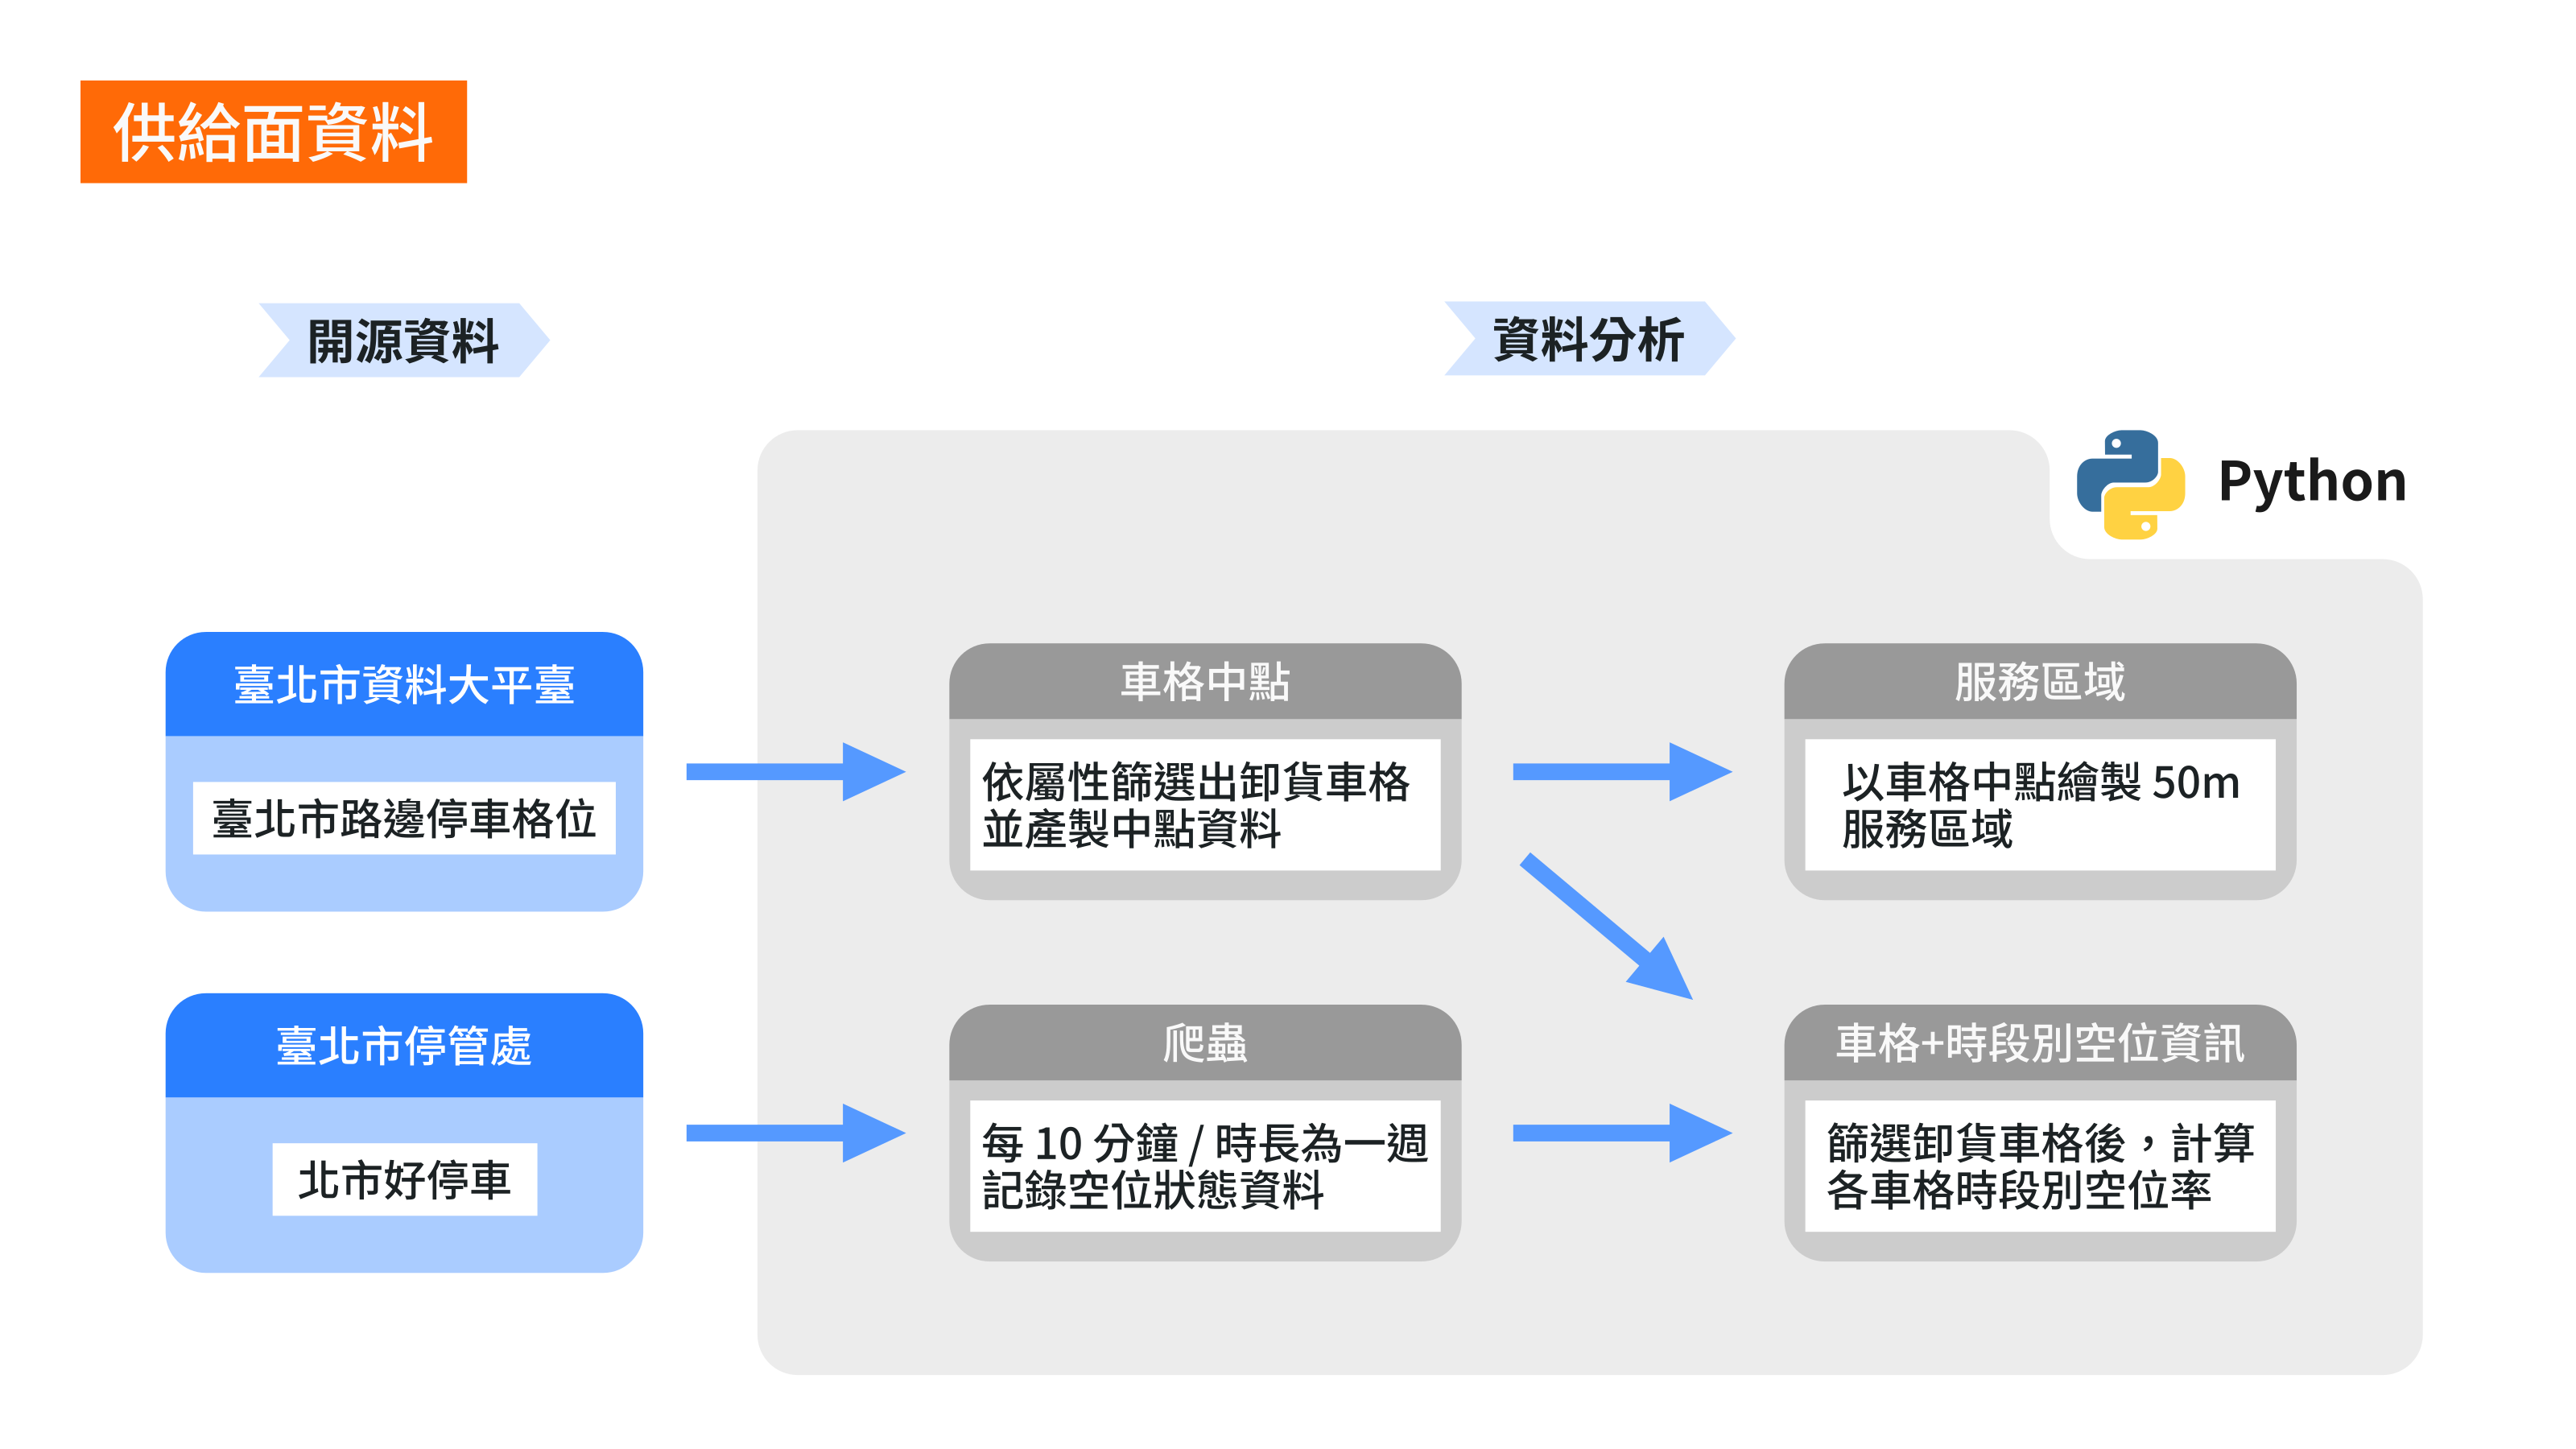 供給面資料
開源資料
資料分析
Python
臺北市資料大平臺
臺北市路邊停車格位
車格中點
依屬性篩選出卸貨車格
並產製中點資料
服務區域
以車格中點繪製 50m
服務區域
臺北市停管處
北市好停車
爬蟲
每 10 分鐘 / 時長為一週
記錄空位狀態資料
車格+時段別空位資訊
篩選卸貨車格後，計算
各車格時段別空位率